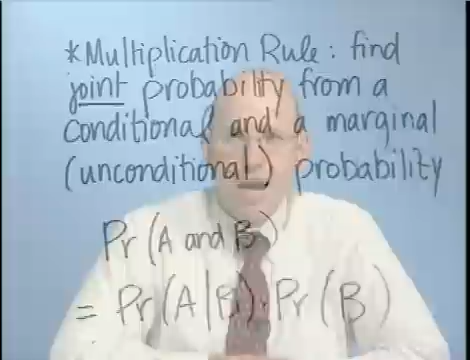 *Multiplication Rule: find
joint probability from a
conditional and a marginal
(unconditional) probability
Pr (A and B)
= Pr (A|B) · Pr (B)